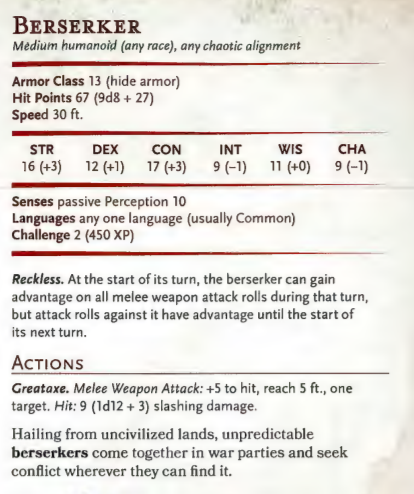 BERSERKER
Medium humanoid (any race), any chaotic alignment
Armor Class 13 (hide armor)
Hit Points 67 (9d8 + 27)
Speed 30 ft.
STR DEX CON INT WIS CHA
16 (+3) 12 (+1) 17 (+3) 9 (−1) 11 (+0) 9 (−1)
Senses passive Perception 10
Languages any one language (usually Common)
Challenge 2 (450 XP)
Reckless. At the start of its turn, the berserker can gain
advantage on all melee weapon attack rolls during that turn,
but attack rolls against it have advantage until the start of
its next turn.
ACTIONS
Greataxe. Melee Weapon Attack: +5 to hit, reach 5 ft., one
target. Hit: 9 (1d12 + 3) slashing damage.
Hailing from uncivilized lands, unpredictable
berserkers come together in war parties and seek
conflict wherever they can find it.